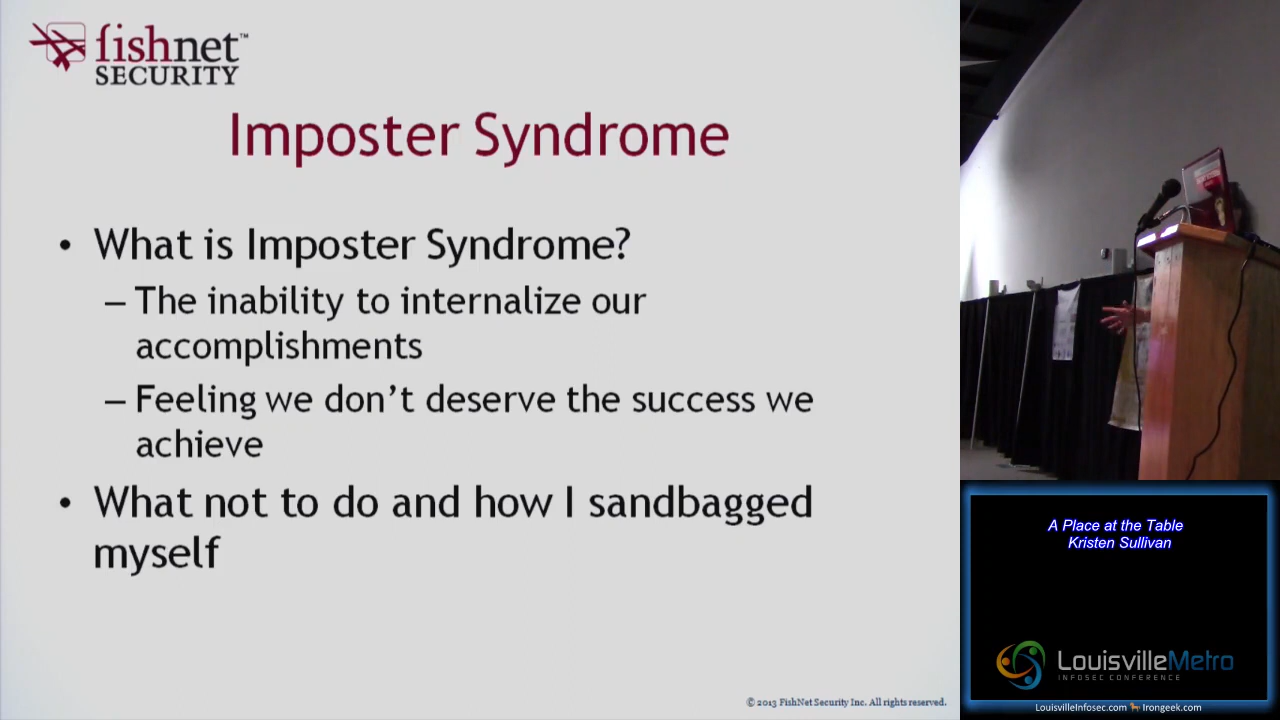 fishnet™
SECURITY
Imposter Syndrome
• What is Imposter Syndrome?
– The inability to internalize our
accomplishments
– Feeling we don't deserve the success we
achieve
• What not to do and how I sandbagged
myself
© 2013 FishNet Security Inc. All rights reserved.
A Place at the Table
Kristen Sullivan
LouisvilleMetro
INFOSEC CONFERENCE
LouisvilleInfosec.com Irongeek.com